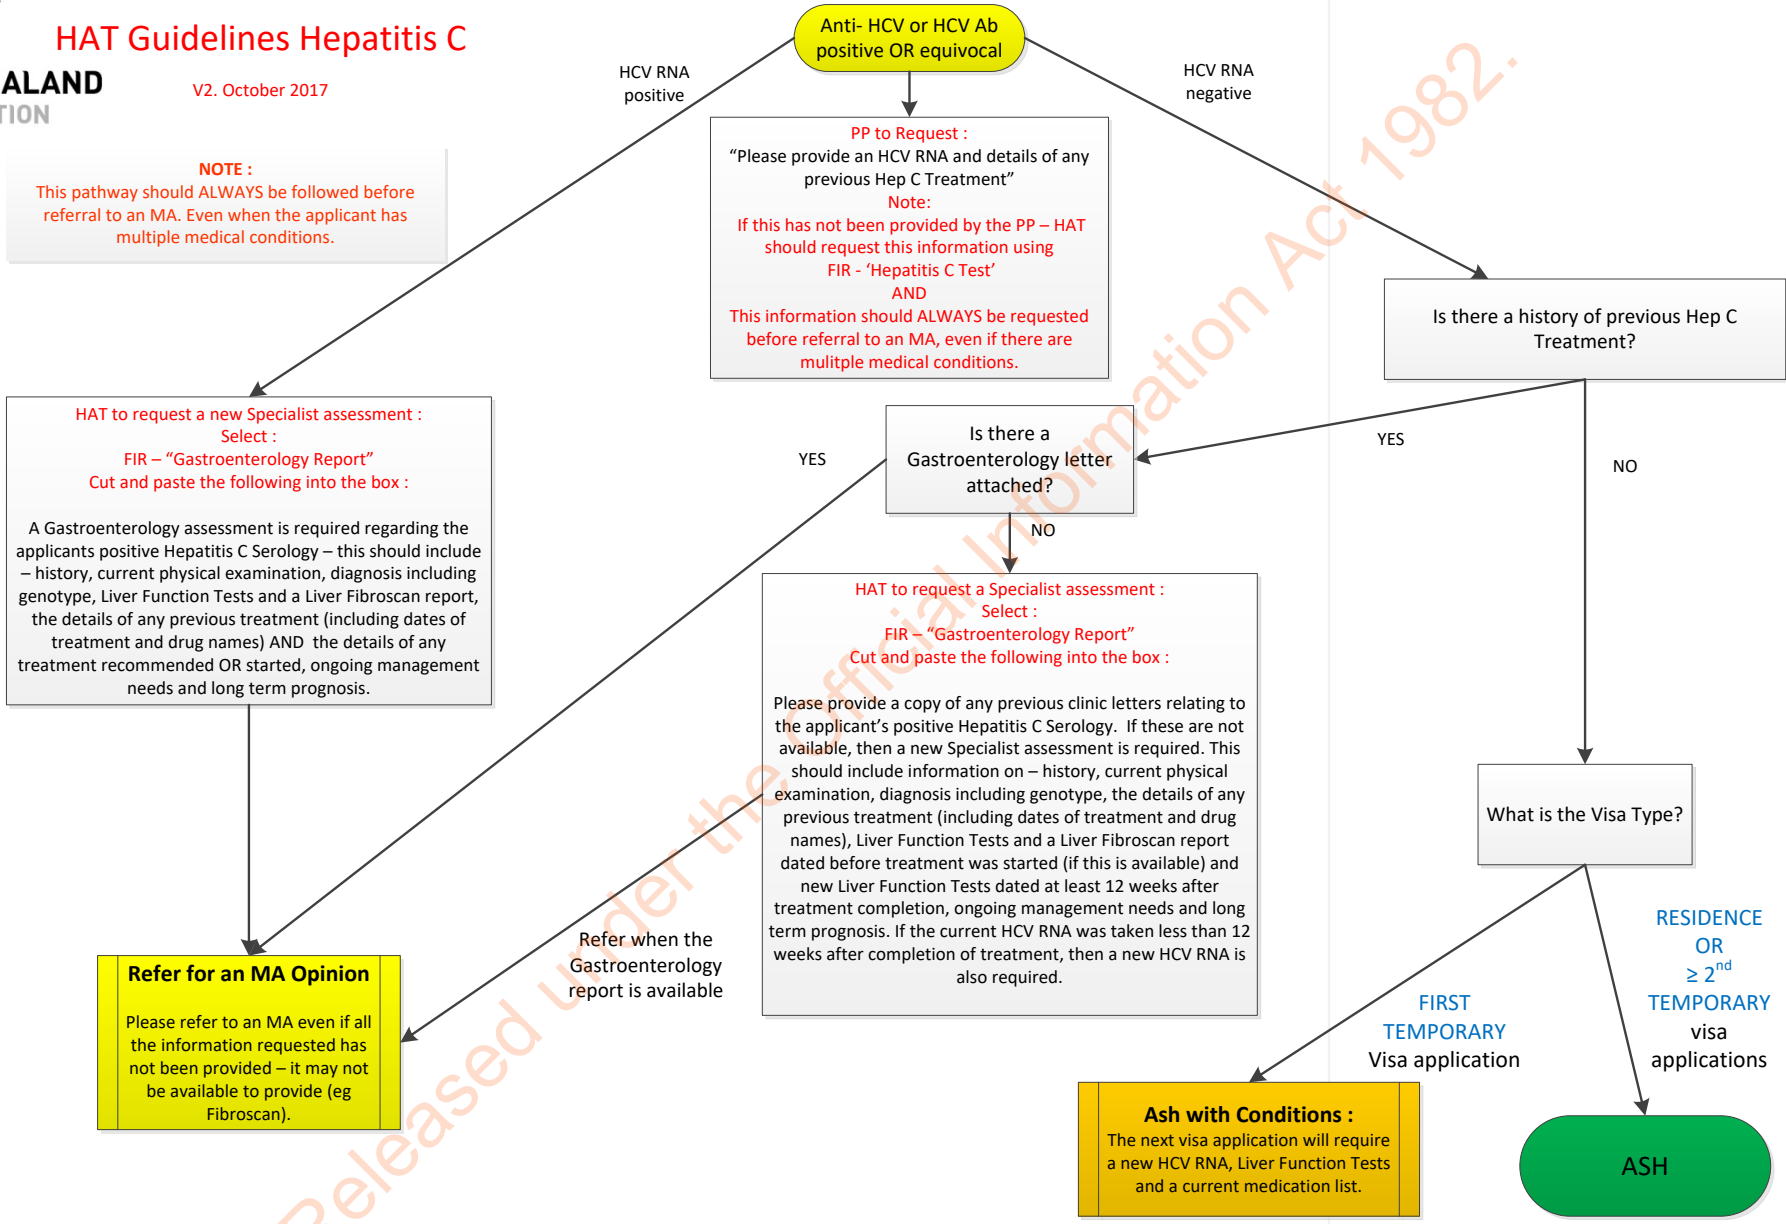 HAT Guidelines Hepatitis C
ALAND
TION
V2. October 2017
NOTE :
This pathway should ALWAYS be followed before
referral to an MA. Even when the applicant has
multiple medical conditions.
Anti- HCV or HCV Ab
positive OR equivocal
HCV RNA
positive
HCV RNA
negative
PP to Request :
“Please provide an HCV RNA and details of any
previous Hep C Treatment”
Note:
If this has not been provided by the PP – HAT
should request this information using
FIR - ‘Hepatitis C Test’
AND
This information should ALWAYS be requested
before referral to an MA, even if there are
mulitple medical conditions.
Is there a history of previous Hep C
Treatment?
HAT to request a new Specialist assessment :
Select :
FIR – “Gastroenterology Report”
Cut and paste the following into the box :
A Gastroenterology assessment is required regarding the
applicants positive Hepatitis C Serology – this should include
– history, current physical examination, diagnosis including
genotype, Liver Function Tests and a Liver Fibroscan report,
the details of any previous treatment (including dates of
treatment and drug names) AND the details of any
treatment recommended OR started, ongoing management
needs and long term prognosis.
YES
Is there a
Gastroenterology letter
attached?
YES
NO
NO
HAT to request a Specialist assessment :
Select :
FIR – “Gastroenterology Report”
Cut and paste the following into the box :
Please provide a copy of any previous clinic letters relating to
the applicant’s positive Hepatitis C Serology. If these are not
available, then a new Specialist assessment is required. This
should include information on – history, current physical
examination, diagnosis including genotype, the details of any
previous treatment (including dates of treatment and drug
names), Liver Function Tests and a Liver Fibroscan report
dated before treatment was started (if this is available) and
new Liver Function Tests dated at least 12 weeks after
treatment completion, ongoing management needs and long
term prognosis. If the current HCV RNA was taken less than 12
weeks after completion of treatment, then a new HCV RNA is
also required.
What is the Visa Type?
Refer when the
Gastroenterology
report is available
Refer for an MA Opinion
Please refer to an MA even if all
the information requested has
not been provided – it may not
be available to provide (eg
Fibroscan).
FIRST
TEMPORARY
Visa application
RESIDENCE
OR
≥ 2nd
TEMPORARY
visa
applications
Ash with Conditions :
The next visa application will require
a new HCV RNA, Liver Function Tests
and a current medication list.
ASH
Released under the Official Information Act 1982.